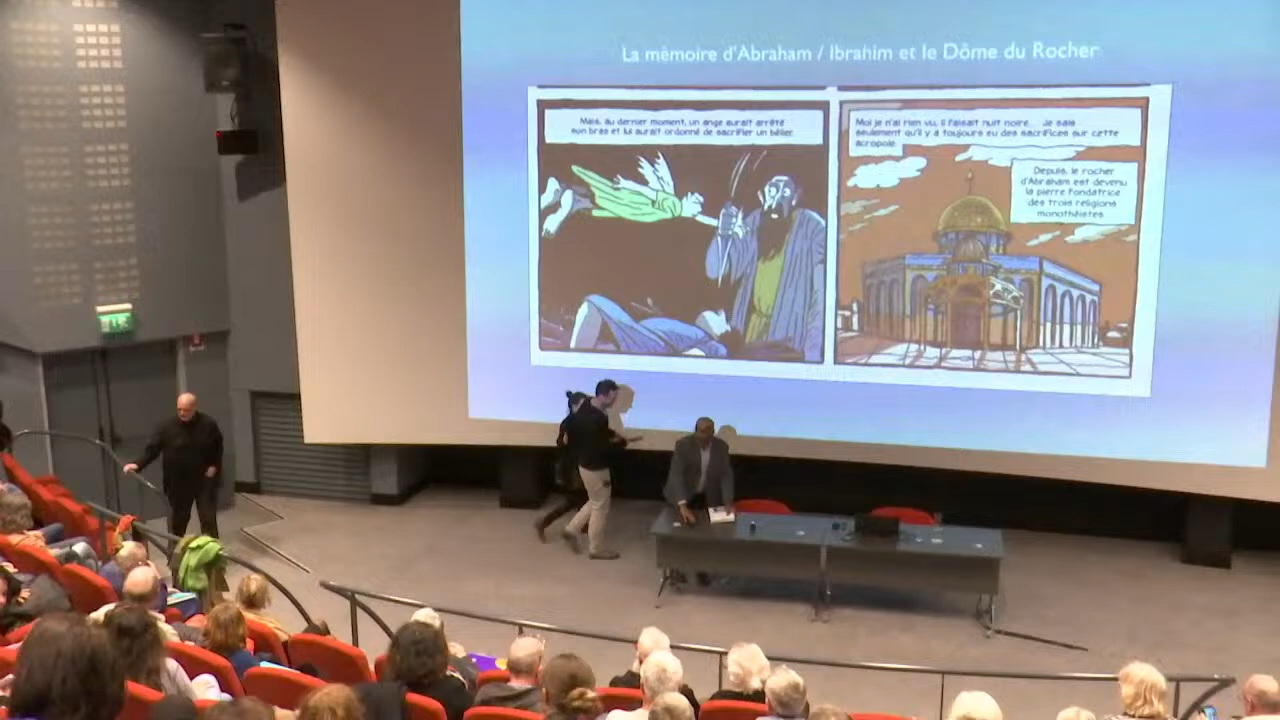 La mémoire d'Abraham / Ibrahim et le Dôme du Rocher
Mais, au dernier moment, un ange aurait arrêté
son bras et lui aurait ordonné de sacrifier un bélier.
Moi je n'ai rien vu, il faisait nuit noire... Je sais
seulement qu'il y a toujours eu des sacrifices sur cette
acropole.
Depuis, le rocher
d'Abraham est devenu
la pierre fondatrice
des trois religions
monothéistes.